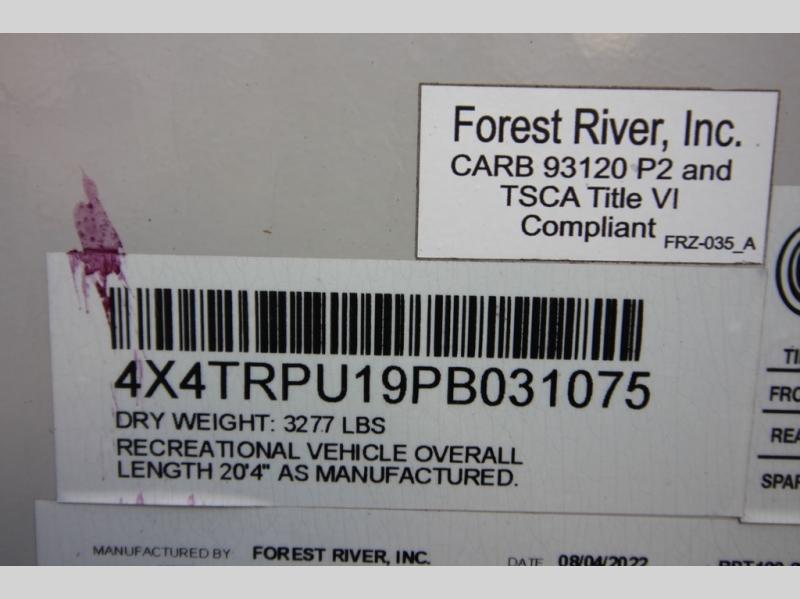 Forest River, Inc.
CARB 93120 P2 and
TSCA Title VI
Compliant
FRZ-035_A
4X4TRPU19PB031075
DRY WEIGHT: 3277 LBS
RECREATIONAL VEHICLE OVERALL
LENGTH 20'4" AS MANUFACTURED.
MANUFACTURED BY FOREST RIVER, INC. DATE 08/04/2022